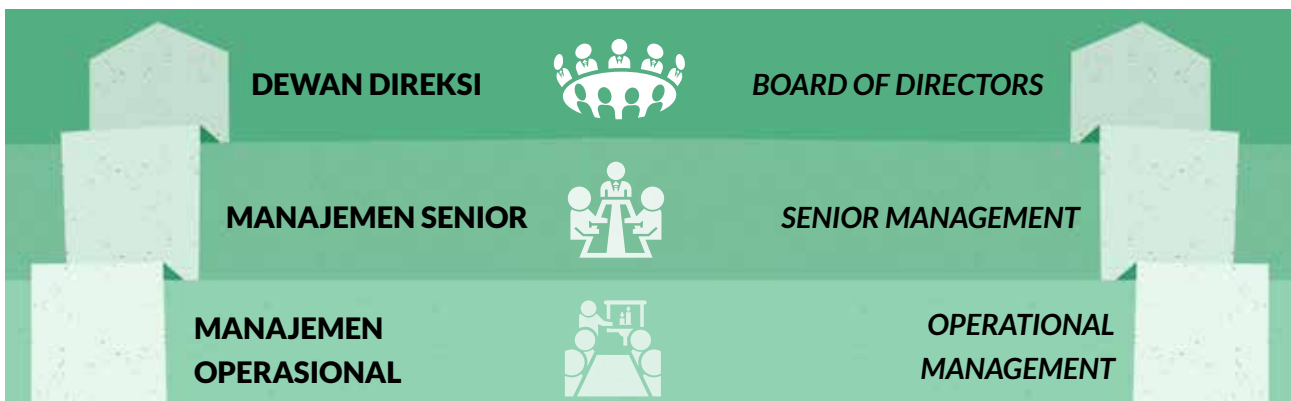 DEWAN DIREKSI
BOARD OF DIRECTORS
MANAJEMEN SENIOR
SENIOR MANAGEMENT
MANAJEMEN
OPERASIONAL
OPERATIONAL
MANAGEMENT